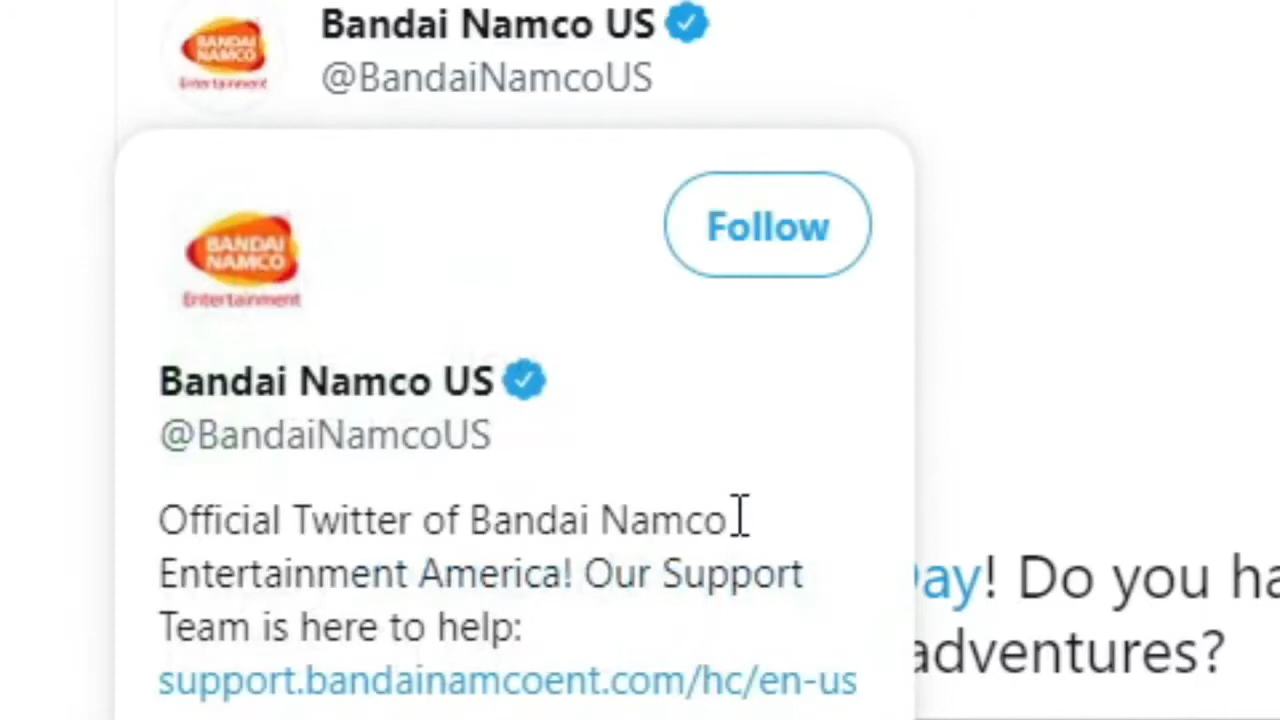 BANDAI
NAMCO
Entertainment
Bandai Namco US
@BandaiNamcoUS
Follow
BANDAI
NAMCO
Entertainment
Bandai Namco US
@BandaiNamcoUS
Official Twitter of Bandai Namco
Entertainment America! Our Support
Team is here to help:
support.bandainamcoent.com/hc/en-us
ay! Do you ha
adventures?